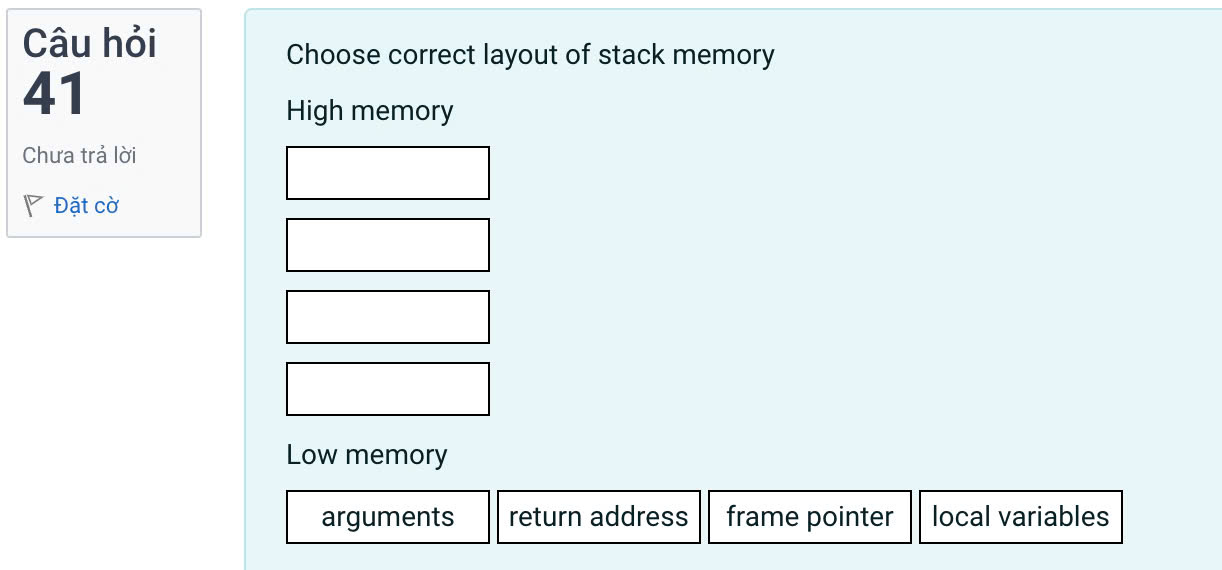 Câu hỏi
41
Chưa trả lời
Đặt cờ
Choose correct layout of stack memory
High memory
Low memory
arguments return address frame pointer local variables